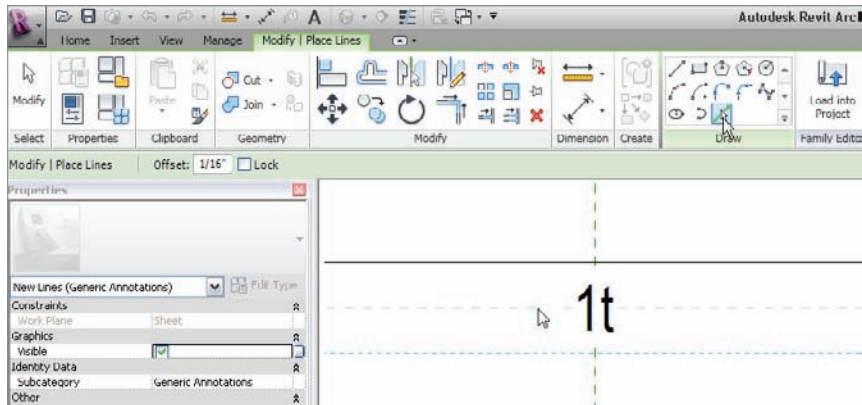 Autodesk Revit Arc
Home Insert View Manage Modify | Place Lines
Modify Paste Cut Join Load into Project
Select Properties Clipboard Geometry Modify Dimension Create Draw Family Edito
Modify | Place Lines Offset: 1/16" Lock
Properties
New Lines (Generic Annotations) Edit Type
Constraints
Work Plane Sheet
Graphics
Visible
Identity Data
Subcategory Generic Annotations
Other
1t